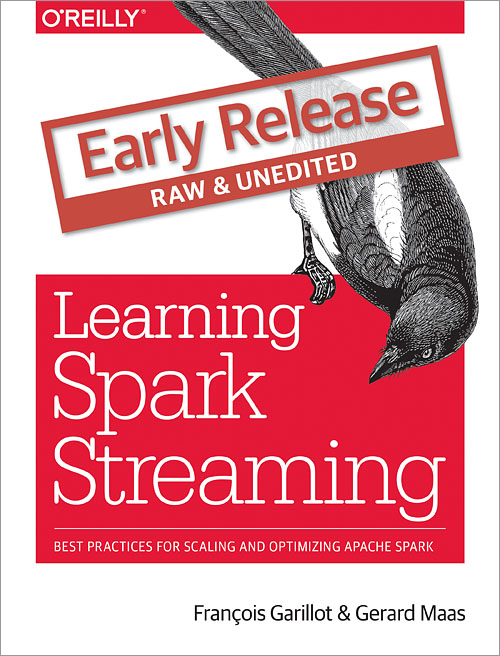 O'REILLY®
Early Release
RAW & UNEDITED
Learning
Spark
Streaming
BEST PRACTICES FOR SCALING AND OPTIMIZING APACHE SPARK
François Garillot & Gerard Maas